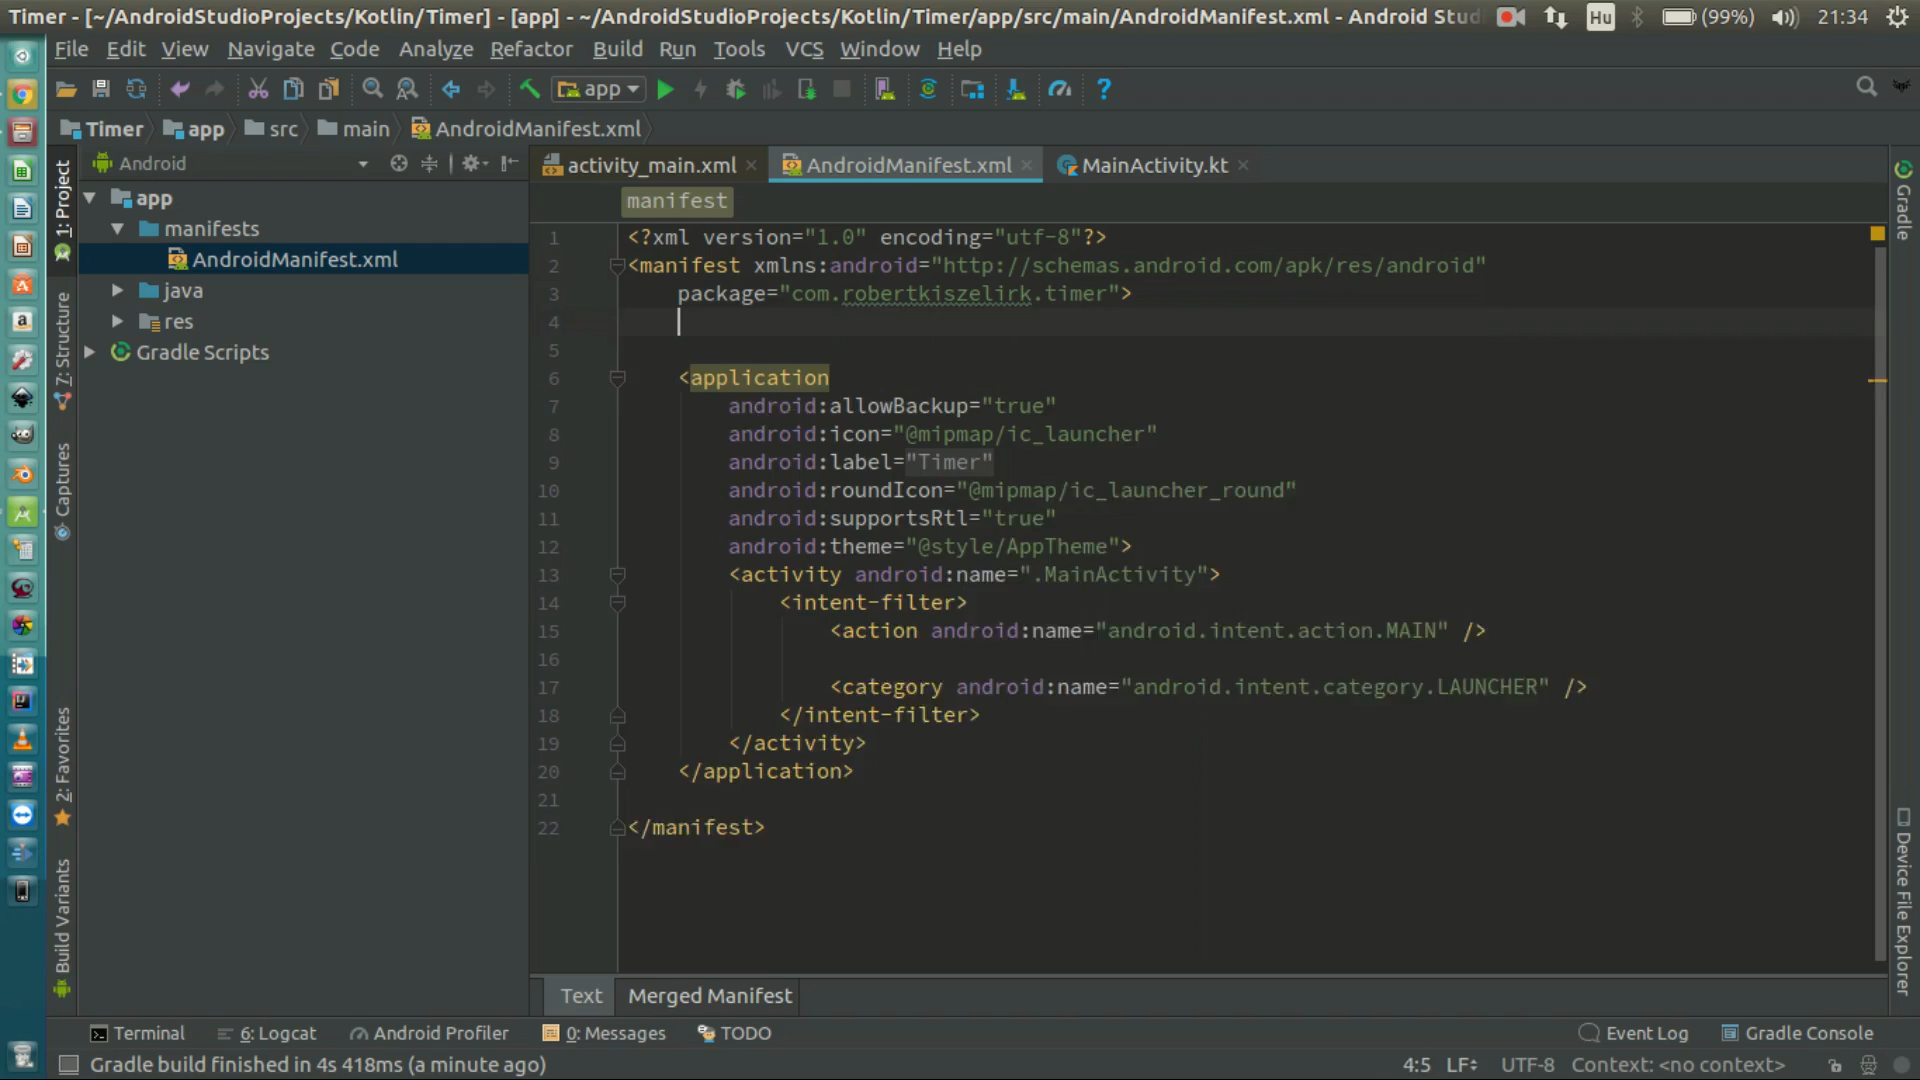 Timer - [~/AndroidStudioProjects/Kotlin/Timer] - [app] - ~/AndroidStudioProjects/Kotlin/Timer/app/src/main/AndroidManifest.xml - Android Stud
Hu (99%) 21:34
File Edit View Navigate Code Analyze Refactor Build Run Tools VCS Window Help
app
Timer app src main AndroidManifest.xml
Android
activity_main.xml AndroidManifest.xml MainActivity.kt
app
manifests
AndroidManifest.xml
java
res
Gradle Scripts
1: Project
7: Structure
Captures
2: Favorites
Build Variants
manifest
1 <?xml version="1.0" encoding="utf-8"?>
2 <manifest xmlns:android="http://schemas.android.com/apk/res/android"
3 package="com.robertkiszelirk.timer">
4
5
6 <application
7 android:allowBackup="true"
8 android:icon="@mipmap/ic_launcher"
9 android:label="Timer"
10 android:roundIcon="@mipmap/ic_launcher_round"
11 android:supportsRtl="true"
12 android:theme="@style/AppTheme">
13 <activity android:name=".MainActivity">
14 <intent-filter>
15 <action android:name="android.intent.action.MAIN" />
16
17 <category android:name="android.intent.category.LAUNCHER" />
18 </intent-filter>
19 </activity>
20 </application>
21
22 </manifest>
Gradle
Device File Explorer
Text Merged Manifest
Terminal 6: Logcat Android Profiler 0: Messages TODO Event Log Gradle Console
Gradle build finished in 4s 418ms (a minute ago) 4:5 LF UTF-8 Context: <no context>